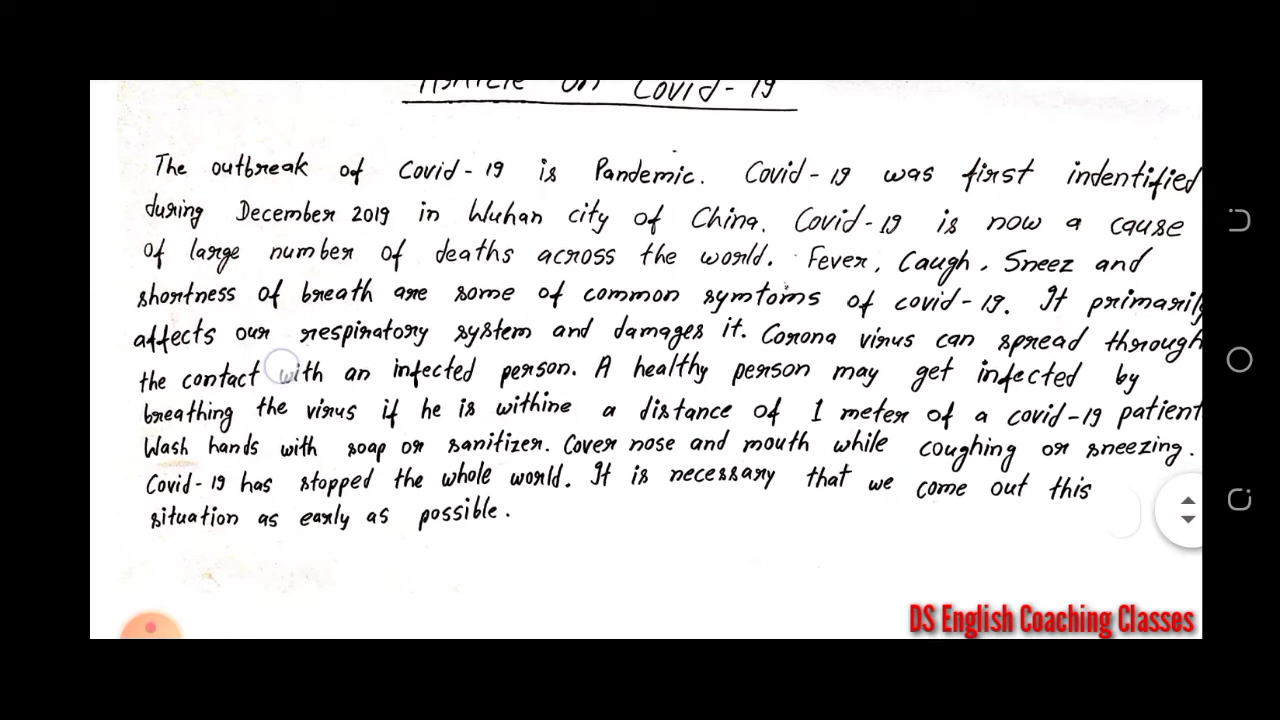 Article on Covid-19
The outbreak of Covid-19 is Pandemic. Covid-19 was first indentified
during December 2019 in Wuhan city of China. Covid-19 is now a cause
of large number of deaths across the world. Fever, Caugh, Sneez and
shortness of breath are some of common symtoms of covid-19. It primarily
affects our respiratory system and damages it. Corona virus can spread through
the contact with an infected person. A healthy person may get infected by
breathing the virus if he is withine a distance of 1 meter of a covid-19 patient
Wash hands with soap or sanitizer. Cover nose and mouth while coughing or sneezing.
Covid-19 has stopped the whole world. It is necessary that we come out this
situation as early as possible.
DS English Coaching Classes